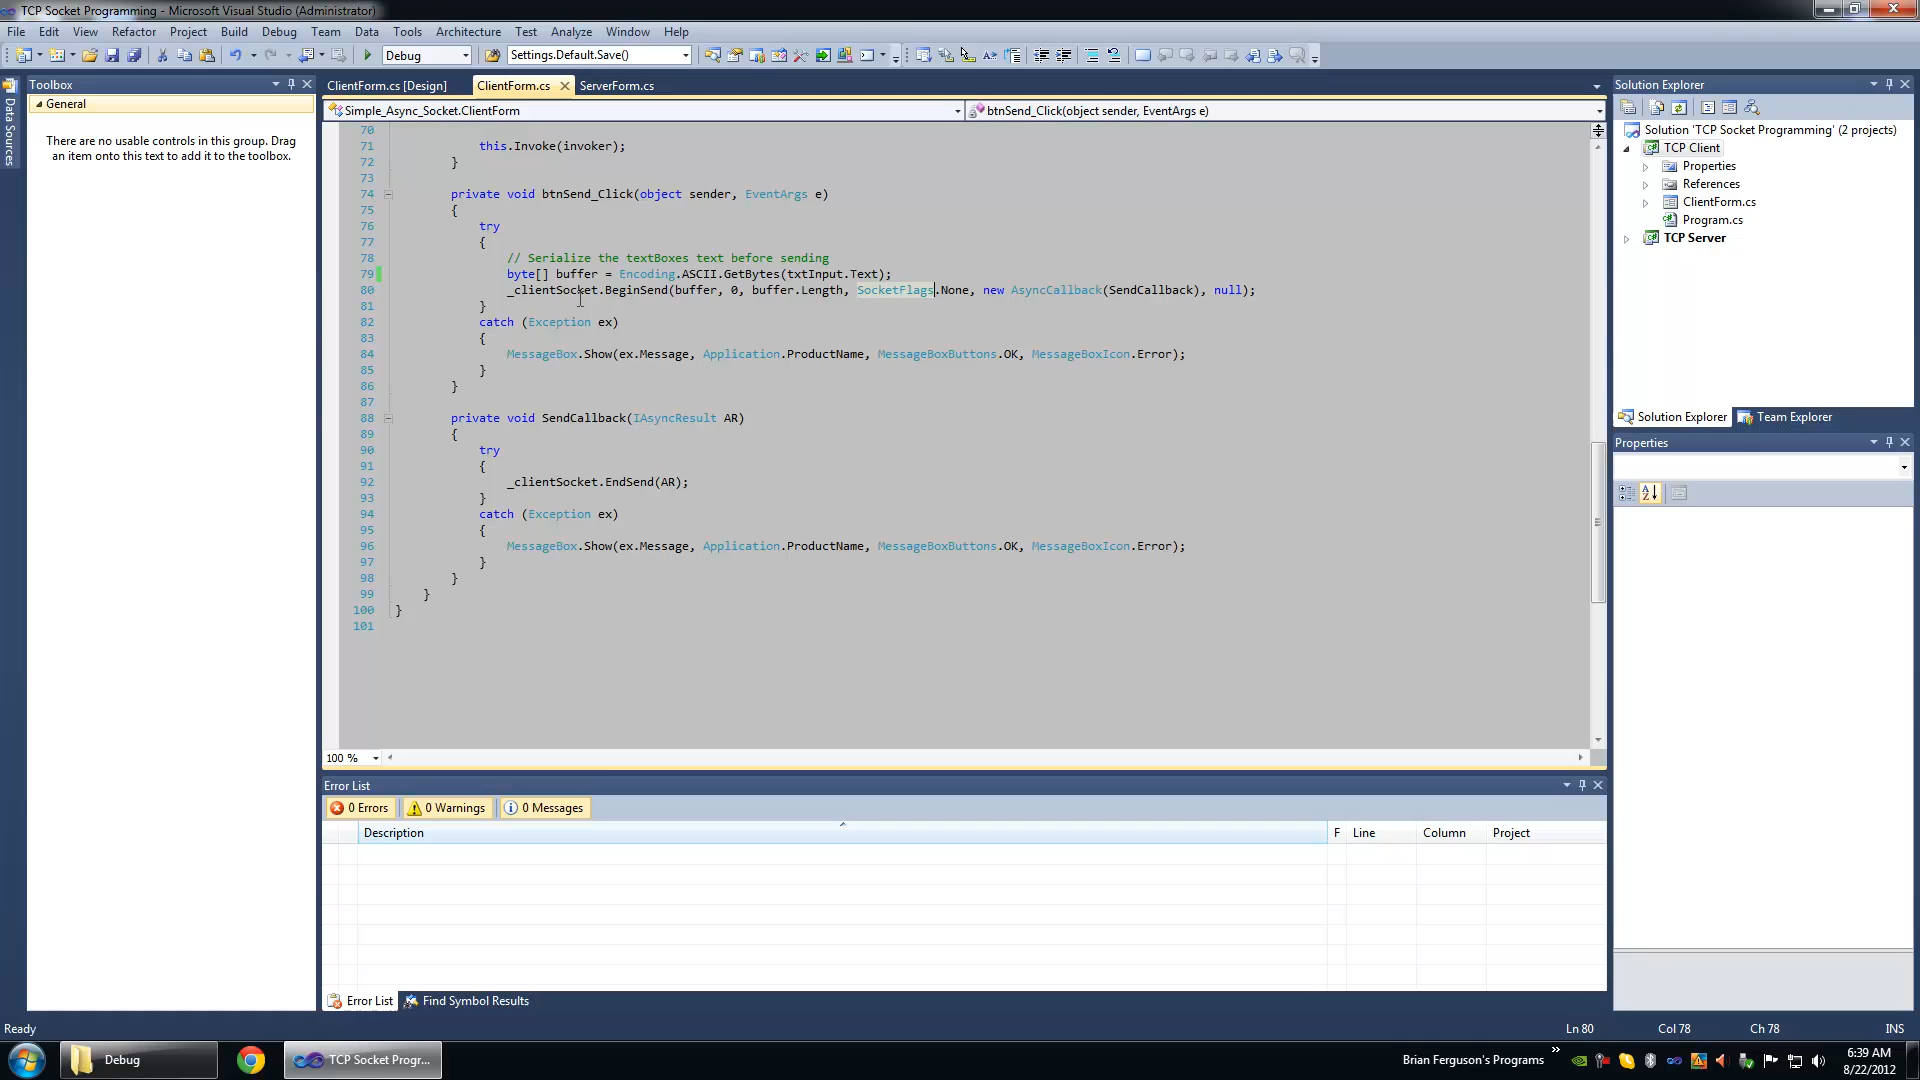 TCP Socket Programming - Microsoft Visual Studio (Administrator)
File Edit View Refactor Project Build Debug Team Data Tools Architecture Test Analyze Window Help
Debug Settings.Default.Save()
Data Sources
Toolbox
General
There are no usable controls in this group. Drag
an item onto this text to add it to the toolbox.
ClientForm.cs [Design] ClientForm.cs ServerForm.cs
Simple_Async_Socket.ClientForm btnSend_Click(object sender, EventArgs e)
70
71 this.Invoke(invoker);
72 }
73
74 private void btnSend_Click(object sender, EventArgs e)
75 {
76 try
77 {
78 // Serialize the textBoxes text before sending
79 byte[] buffer = Encoding.ASCII.GetBytes(txtInput.Text);
80 _clientSocket.BeginSend(buffer, 0, buffer.Length, SocketFlags.None, new AsyncCallback(SendCallback), null);
81 }
82 catch (Exception ex)
83 {
84 MessageBox.Show(ex.Message, Application.ProductName, MessageBoxButtons.OK, MessageBoxIcon.Error);
85 }
86 }
87
88 private void SendCallback(IAsyncResult AR)
89 {
90 try
91 {
92 _clientSocket.EndSend(AR);
93 }
94 catch (Exception ex)
95 {
96 MessageBox.Show(ex.Message, Application.ProductName, MessageBoxButtons.OK, MessageBoxIcon.Error);
97 }
98 }
99 }
100 }
101
100 %
Error List
0 Errors 0 Warnings 0 Messages
Description F Line Column Project
Error List Find Symbol Results
Solution Explorer
Solution 'TCP Socket Programming' (2 projects)
TCP Client
Properties
References
ClientForm.cs
Program.cs
TCP Server
Solution Explorer Team Explorer
Properties
Ready Ln 80 Col 78 Ch 78 INS
Debug TCP Socket Progr... Brian Ferguson's Programs 6:39 AM
8/22/2012